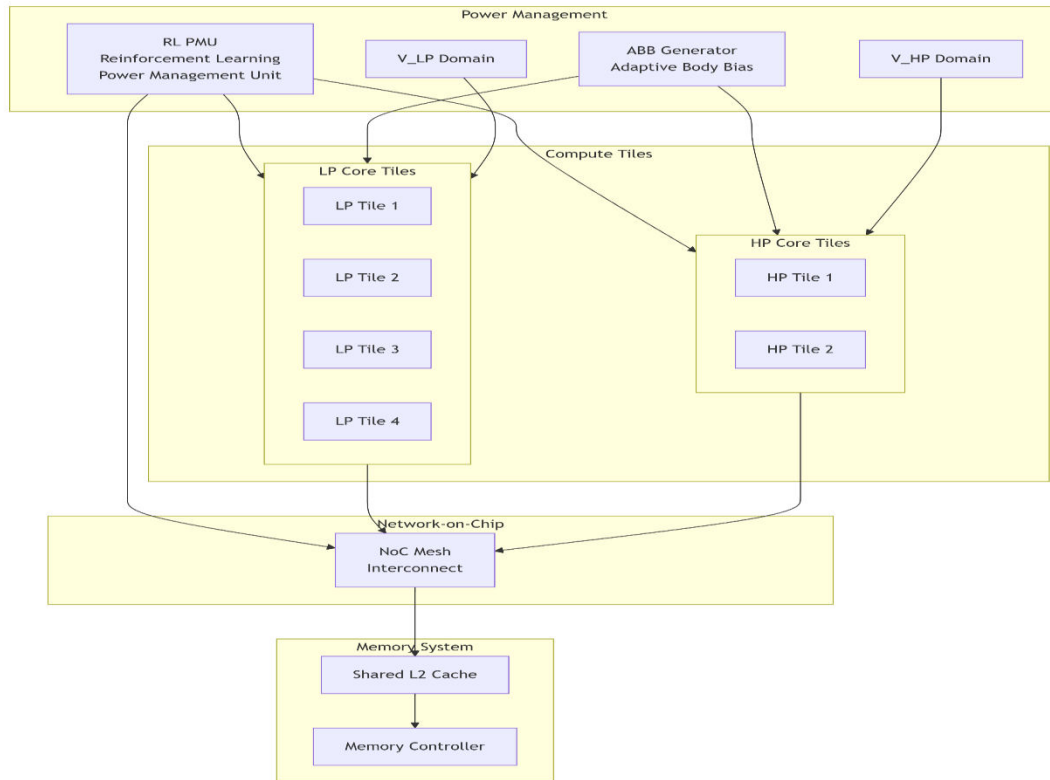 Power Management
RL PMU
Reinforcement Learning
Power Management Unit
V_LP Domain
ABB Generator
Adaptive Body Bias
V_HP Domain
Compute Tiles
LP Core Tiles
LP Tile 1
LP Tile 2
LP Tile 3
LP Tile 4
HP Core Tiles
HP Tile 1
HP Tile 2
Network-on-Chip
NoC Mesh
Interconnect
Memory System
Shared L2 Cache
Memory Controller